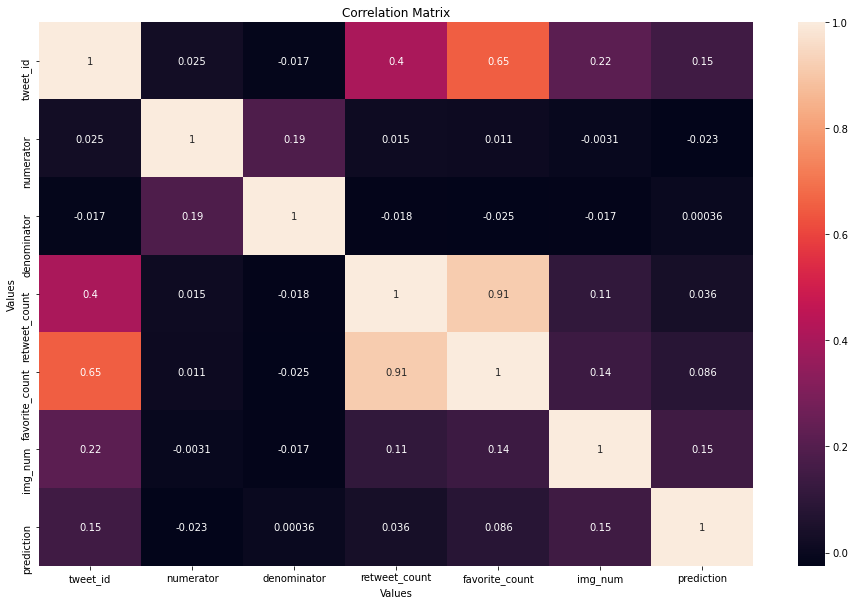 Correlation Matrix
tweet_id 1 0.025 -0.017 0.4 0.65 0.22 0.15
numerator 0.025 1 0.19 0.015 0.011 -0.0031 -0.023
denominator -0.017 0.19 1 -0.018 -0.025 -0.017 0.00036
retweet_count 0.4 0.015 -0.018 1 0.91 0.11 0.036
favorite_count 0.65 0.011 -0.025 0.91 1 0.14 0.086
img_num 0.22 -0.0031 -0.017 0.11 0.14 1 0.15
prediction 0.15 -0.023 0.00036 0.036 0.086 0.15 1
Values
tweet_id numerator denominator retweet_count favorite_count img_num prediction
Values
1.0
0.8
0.6
0.4
0.2
0.0